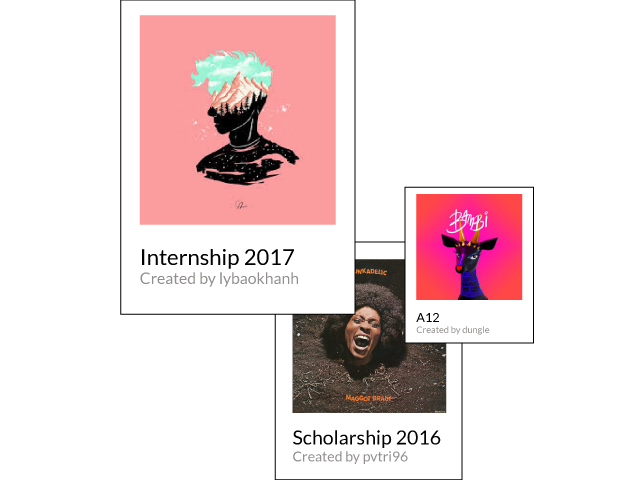 Internship 2017
Created by lybaokhanh
BAMBI
A12
Created by dungle
UNKADELIC
MAGGOT BRAIN
Scholarship 2016
Created by pvtri96